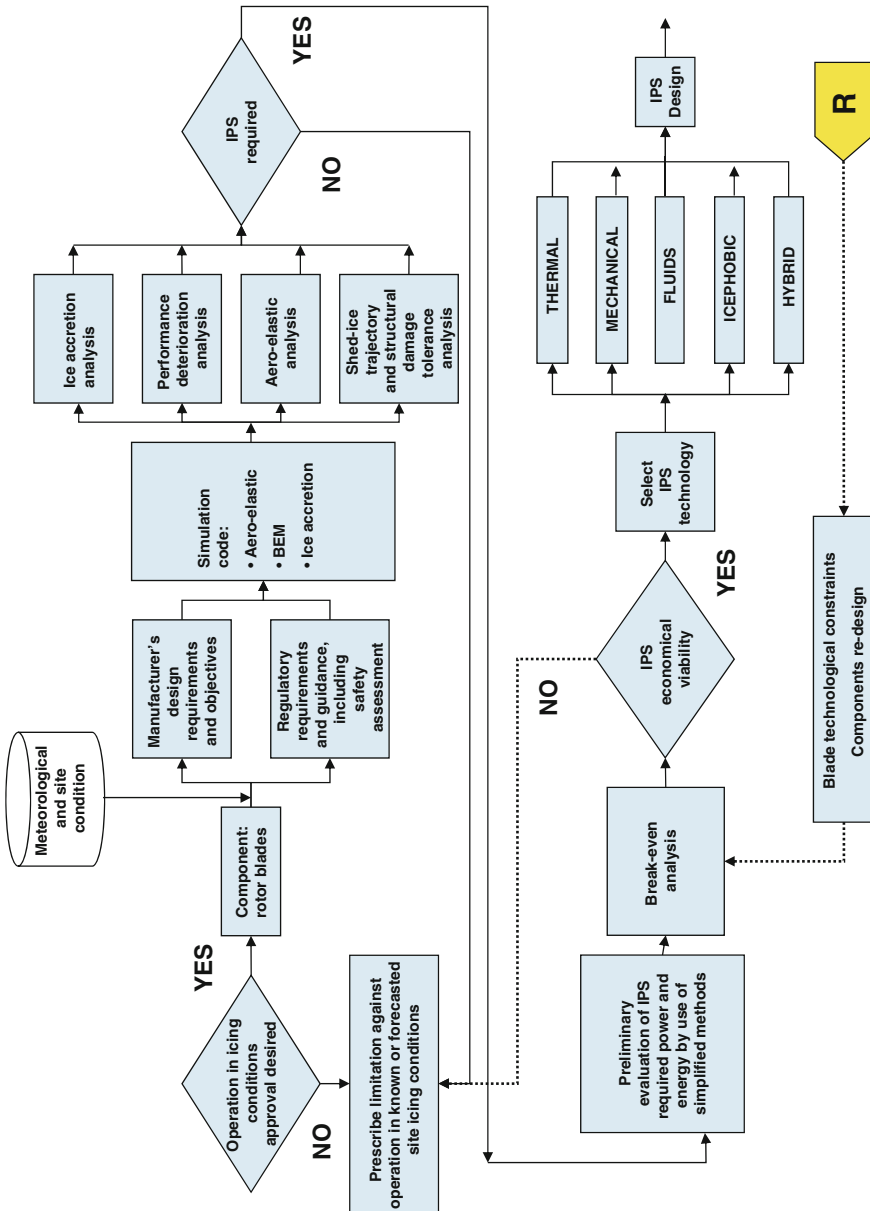 Meteorological
and site
condition
Operation in icing
conditions
approval desired
YES
NO
Component:
rotor blades
Manufacturer's
design
requirements
and objectives
Regulatory
requirements
and guidance,
including
safety
assessment
Simulation
code:
• Aero-elastic
• BEM
• Ice accretion
Ice accretion
analysis
Performance
deterioration
analysis
Aero-elastic
analysis
Shed-ice
trajectory
and structural
damage
tolerance
analysis
IPS
required
YES
NO
Prescribe limitation against
operation in known or forecasted
site icing conditions
Preliminary
evaluation of IPS
required power and
energy by use of
simplified methods
Break-even
analysis
IPS
economical
viability
NO
YES
Select
IPS
technology
THERMAL
MECHANICAL
FLUIDS
ICEPHOBIC
HYBRID
IPS
Design
Blade technological constraints
Components re-design
R